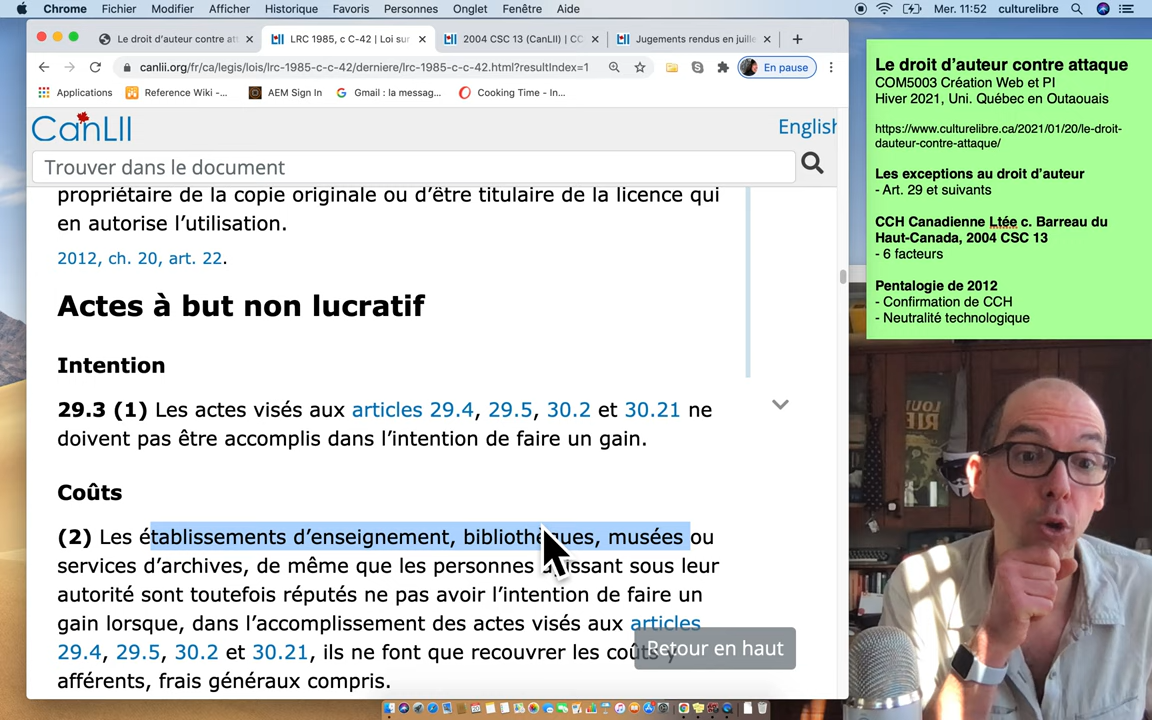 Chrome Fichier Modifier Afficher Historique Favoris Personnes Onglet Fenêtre Aide Mer. 11:52 culturelibre
Le droit d'auteur contre att
LRC 1985, c C-42 | Loi sur
2004 CSC 13 (CanLII) | CC
Jugements rendus en juille
canlii.org/fr/ca/legis/lois/lrc-1985-c-c-42/derniere/lrc-1985-c-c-42.html?resultIndex=1
En pause
Applications Reference Wiki -... AEM Sign In Gmail : la messag... Cooking Time - In...
CanLII
English
Trouver dans le document
propriétaire de la copie originale ou d'être titulaire de la licence qui
en autorise l'utilisation.
2012, ch. 20, art. 22.
Actes à but non lucratif
Intention
29.3 (1) Les actes visés aux articles 29.4, 29.5, 30.2 et 30.21 ne
doivent pas être accomplis dans l'intention de faire un gain.
Coûts
(2) Les établissements d'enseignement, bibliothèques, musées ou
services d'archives, de même que les personnes sant sous leur
autorité sont toutefois réputés ne pas avoir l'intention de faire un
gain lorsque, dans l'accomplissement des actes visés aux articles
29.4, 29.5, 30.2 et 30.21, ils ne font que recouvrer les coûts y
afférents, frais généraux compris.
Retour en haut
Le droit d'auteur contre attaque
COM5003 Création Web et PI
Hiver 2021, Uni. Québec en Outaouais
https://www.culturelibre.ca/2021/01/20/le-droit-
dauteur-contre-attaque/
Les exceptions au droit d'auteur
- Art. 29 et suivants
CCH Canadienne Ltée c. Barreau du
Haut-Canada, 2004 CSC 13
- 6 facteurs
Pentalogie de 2012
- Confirmation de CCH
- Neutralité technologique